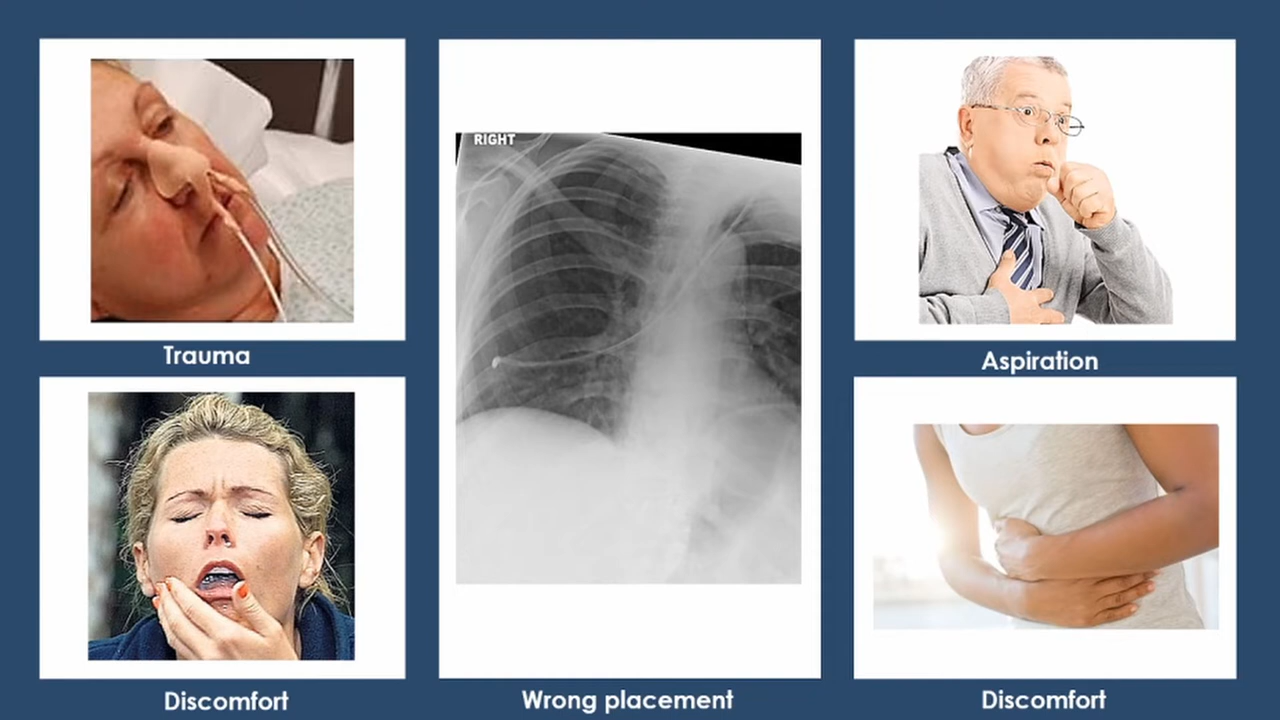 RIGHT
Trauma
Aspiration
Discomfort
Wrong placement
Discomfort